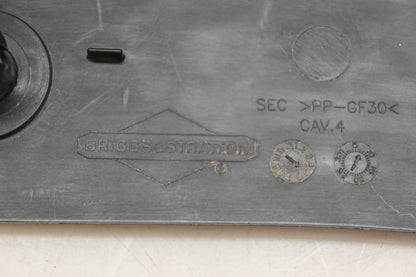 SEC >PP-GF30<
CAV.4
BRIGGS & STRATTON